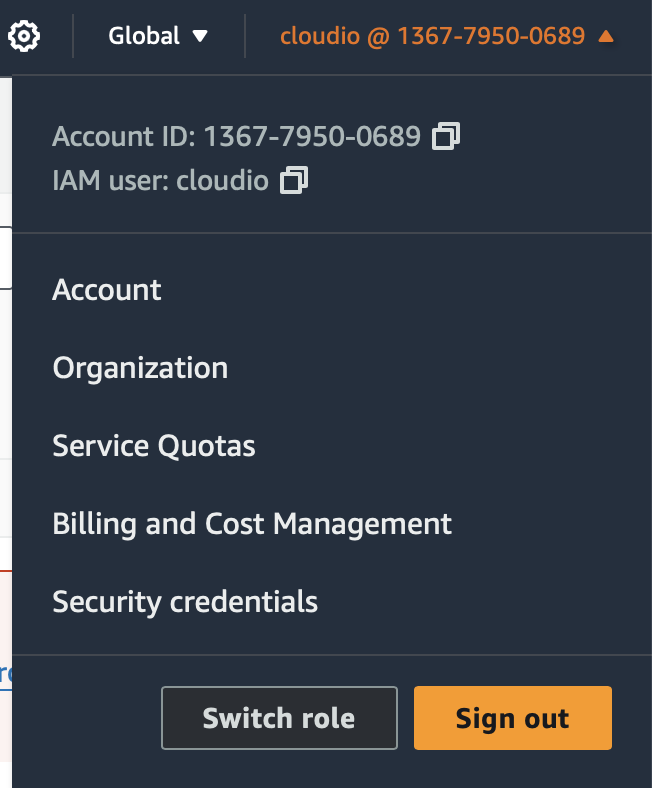 Global
cloudio @ 1367-7950-0689
Account ID: 1367-7950-0689
IAM user: cloudio
Account
Organization
Service Quotas
Billing and Cost Management
Security credentials
Switch role
Sign out